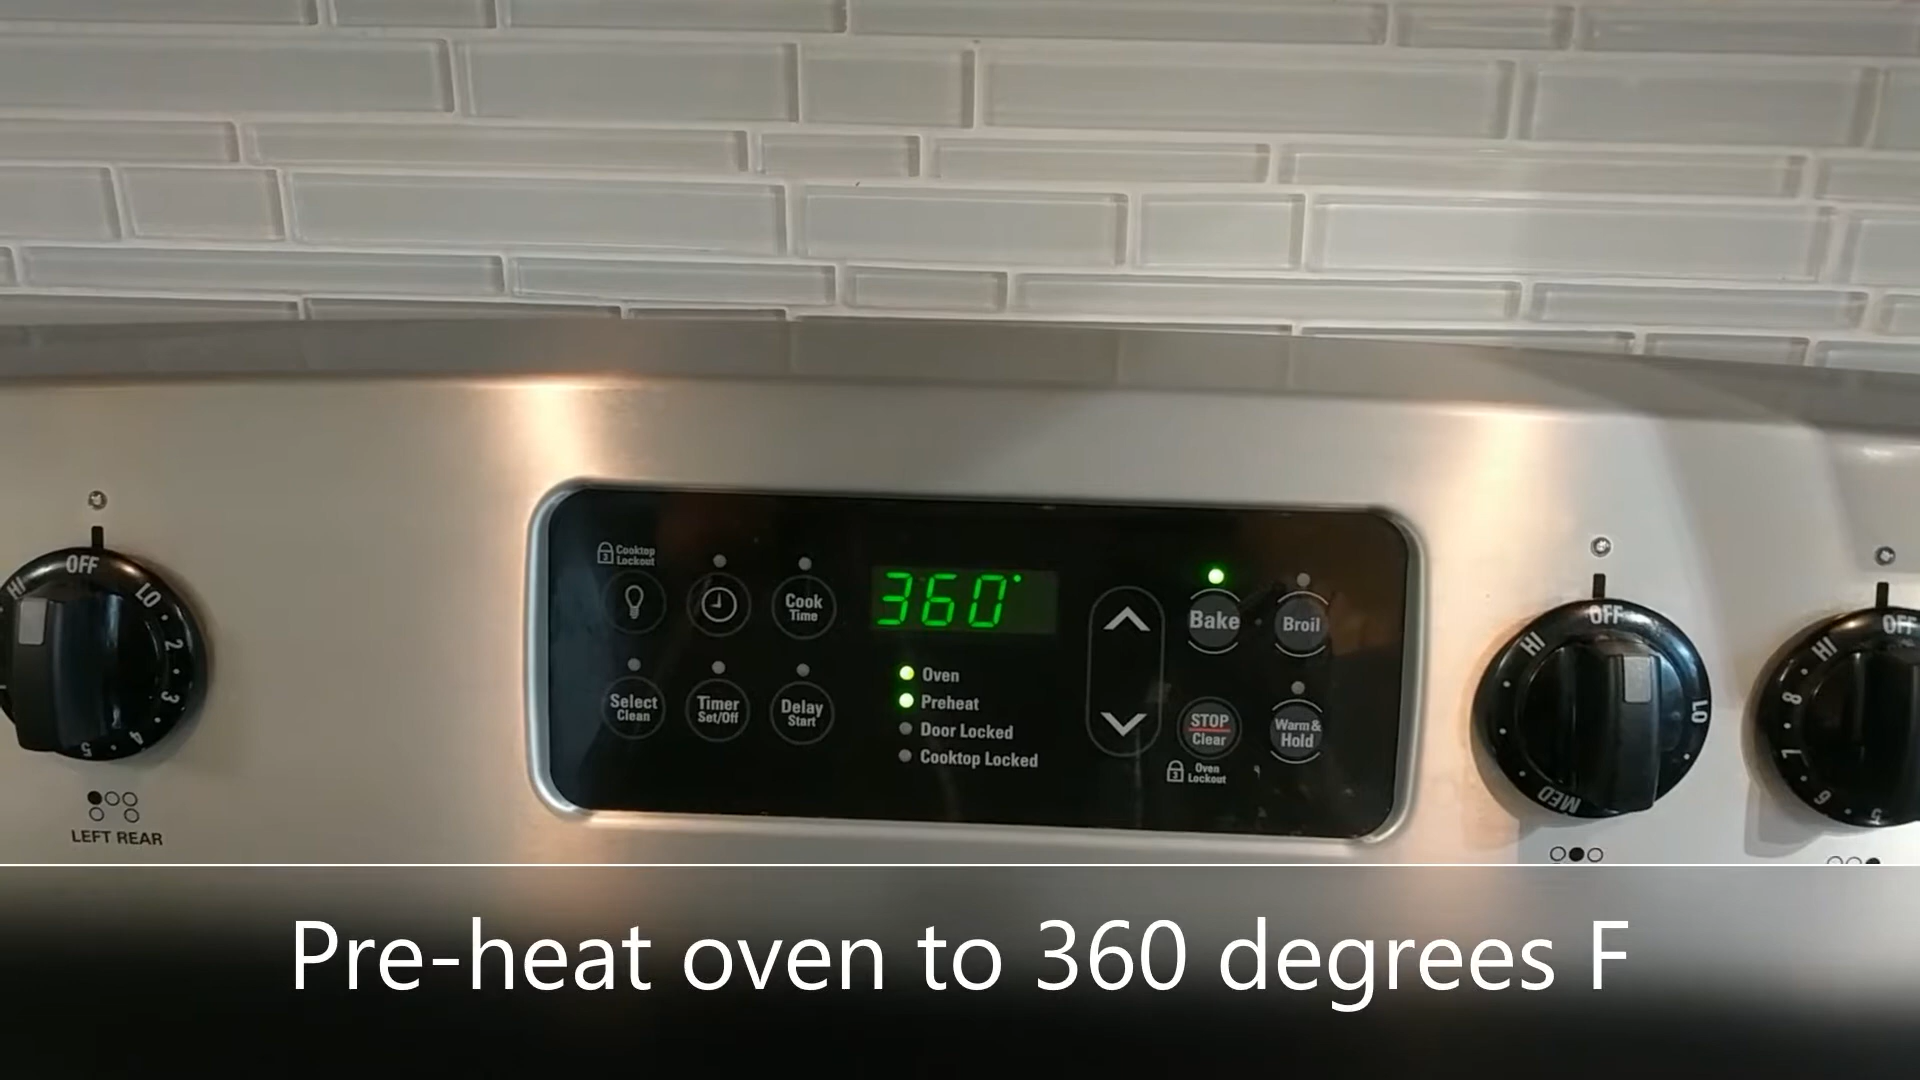 Cooktop
Lockout
3
Cook
Time
360°
Bake
Broil
Select
Clean
Timer
Set/Off
Delay
Start
Oven
Preheat
Door Locked
Cooktop Locked
STOP
Clear
Warm&
Hold
3
Oven
Lockout
OFF
HI
LO
2
3
4
5
LEFT REAR
OFF
HI
LO
MED
OFF
HI
8
7
6
5
Pre-heat oven to 360 degrees F